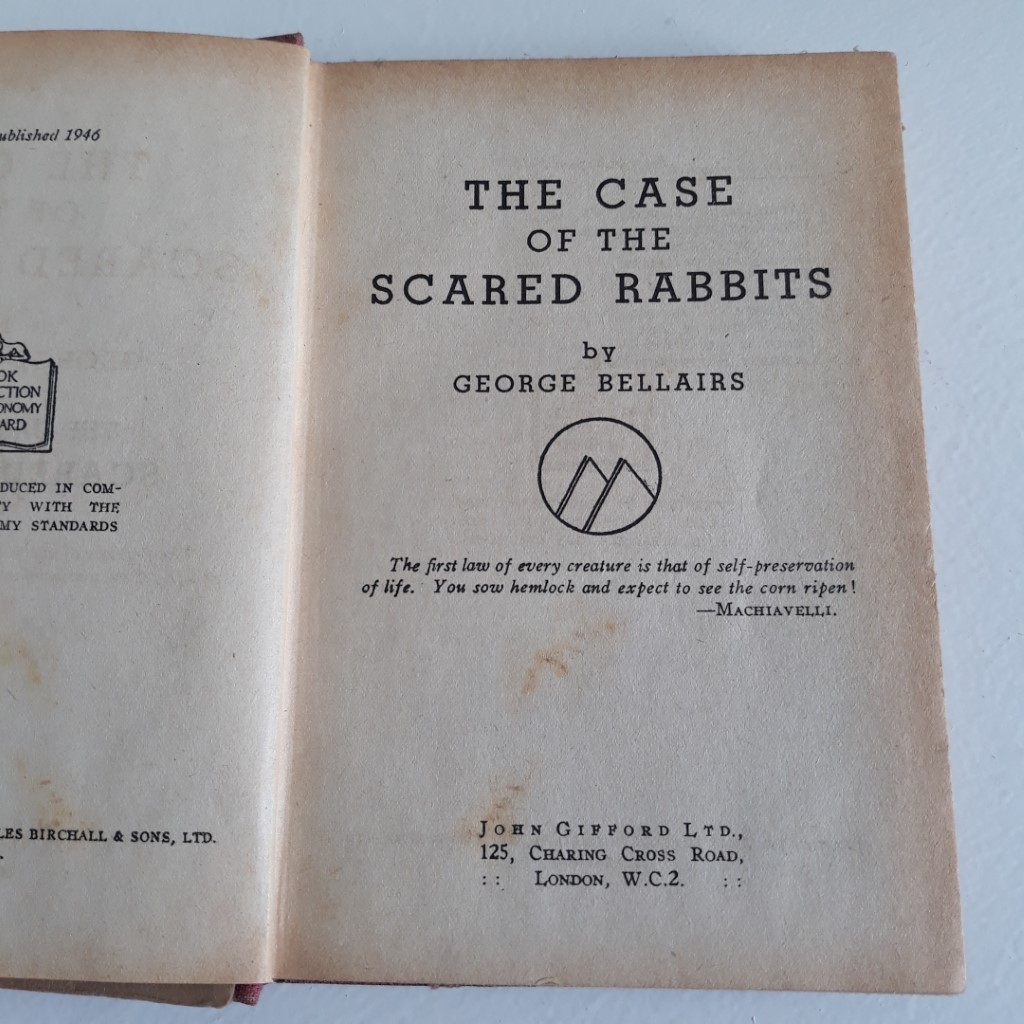 ublished 1946
OK
CTION
ONOMY
ARD
DUCED IN COM-
TY WITH THE
MY STANDARDS
LES BIRCHALL & SONS, LTD.
THE CASE
OF THE
SCARED RABBITS
by
GEORGE BELLAIRS
The first law of every creature is that of self-preservation
of life. You sow hemlock and expect to see the corn ripen!
—MACHIAVELLI.
JOHN GIFFORD LTD.,
125, CHARING CROSS ROAD,
:: LONDON, W.C.2. ::